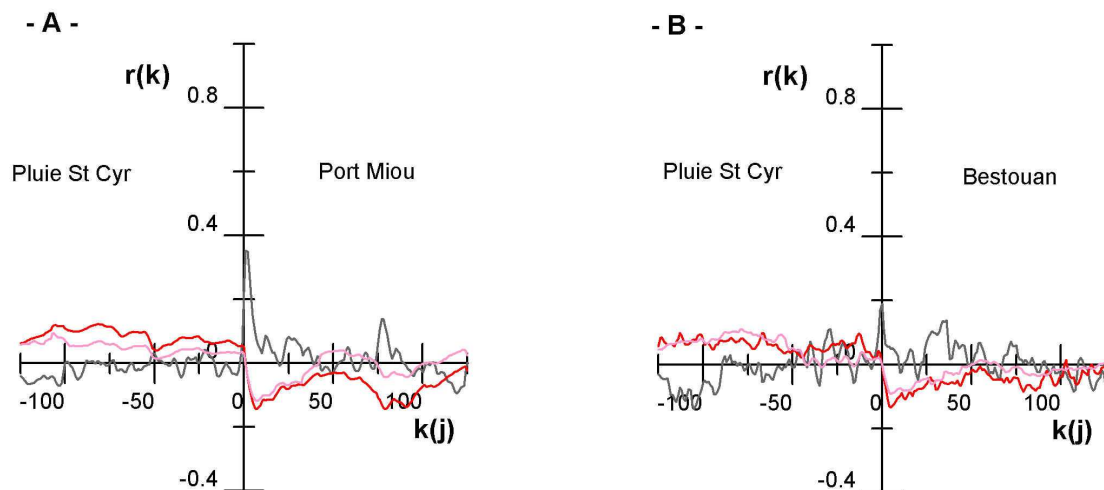 - A -
r(k)
0.8
Pluie St Cyr
Port Miou
0.4
0
-100
-50
0
50
100
k(j)
-0.4
- B -
r(k)
0.8
Pluie St Cyr
Bestouan
0.4
0
-100
-50
0
50
100
k(j)
-0.4